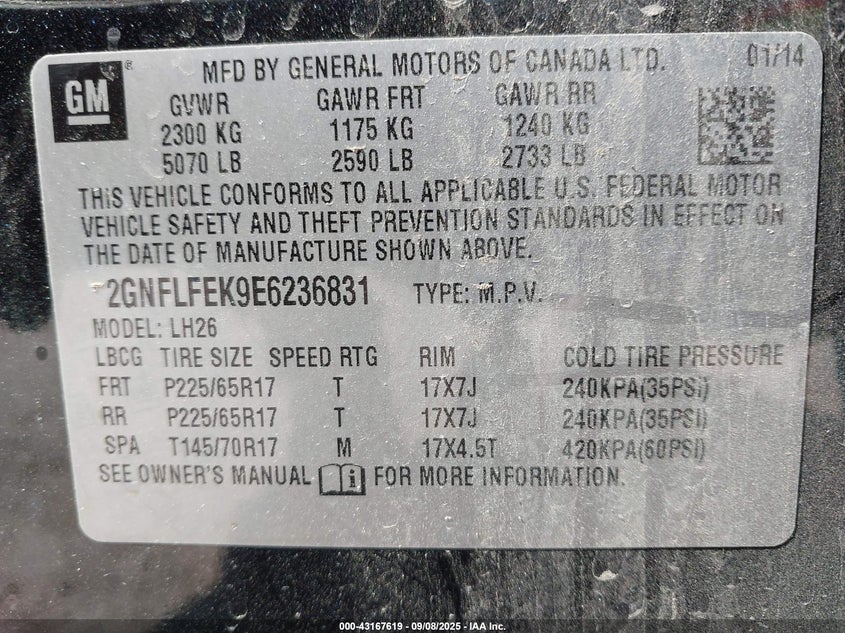 GM ® MFD BY GENERAL MOTORS OF CANADA LTD. 01/14
GVWR GAWR FRT GAWR RR
2300 KG 1175 KG 1240 KG
5070 LB 2590 LB 2733 LB
THIS VEHICLE CONFORMS TO ALL APPLICABLE U.S. FEDERAL MOTOR
VEHICLE SAFETY AND THEFT PREVENTION STANDARDS IN EFFECT ON
THE DATE OF MANUFACTURE SHOWN ABOVE.
*2GNFLFEK9E6236831 TYPE: M.P.V.
MODEL: LH26
LBCG TIRE SIZE SPEED RTG RIM COLD TIRE PRESSURE
FRT P225/65R17 T 17X7J 240KPA(35PSI)
RR P225/65R17 T 17X7J 240KPA(35PSI)
SPA T145/70R17 M 17X4.5T 420KPA(60PSI)
SEE OWNER'S MANUAL i FOR MORE INFORMATION.
000-43167619 - 09/08/2025 - IAA Inc.